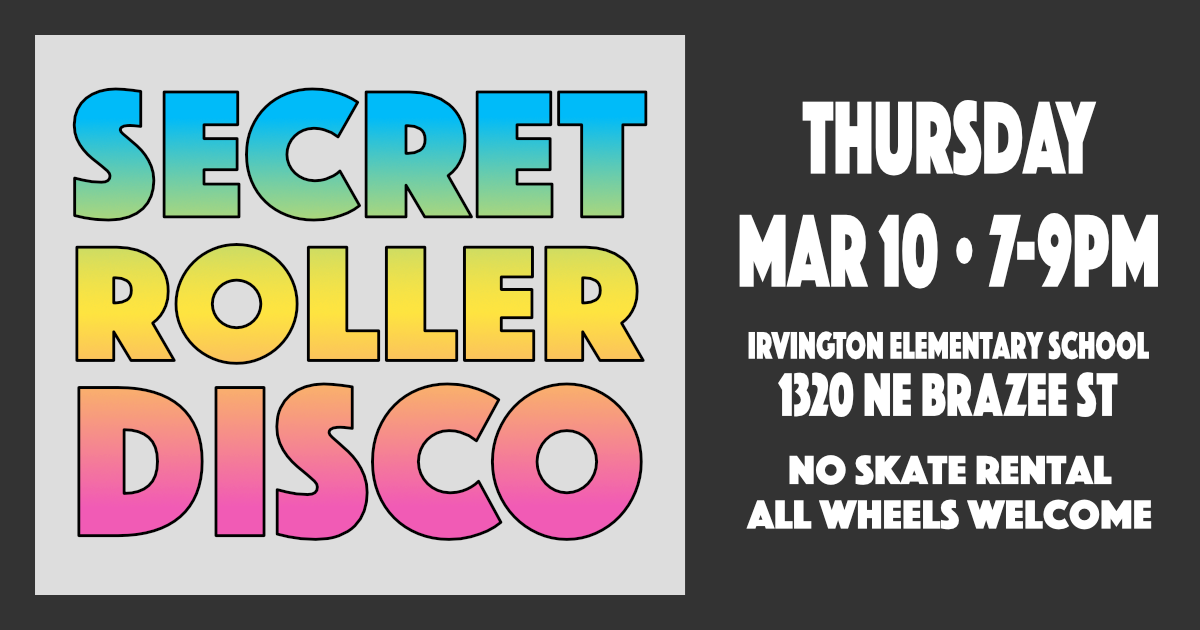 SECRET
ROLLER
DISCO
THURSDAY
MAR 10 • 7-9PM
IRVINGTON ELEMENTARY SCHOOL
1320 NE BRAZEE ST
NO SKATE RENTAL
ALL WHEELS WELCOME